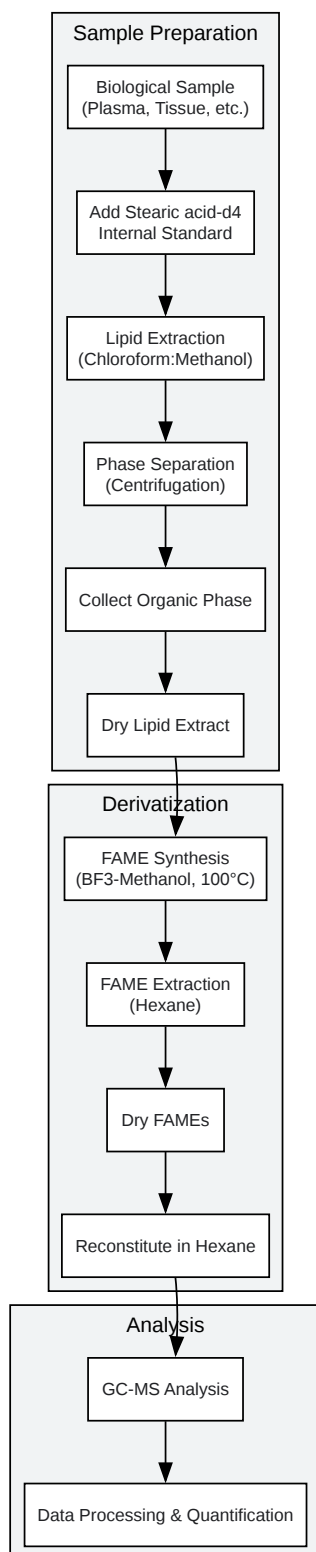 Sample Preparation
Biological Sample
(Plasma, Tissue, etc.)
Add Stearic acid-d4
Internal Standard
Lipid Extraction
(Chloroform:Methanol)
Phase Separation
(Centrifugation)
Collect Organic Phase
Dry Lipid Extract
Derivatization
FAME Synthesis
(BF3-Methanol, 100°C)
FAME Extraction
(Hexane)
Dry FAMEs
Reconstitute in Hexane
Analysis
GC-MS Analysis
Data Processing & Quantification